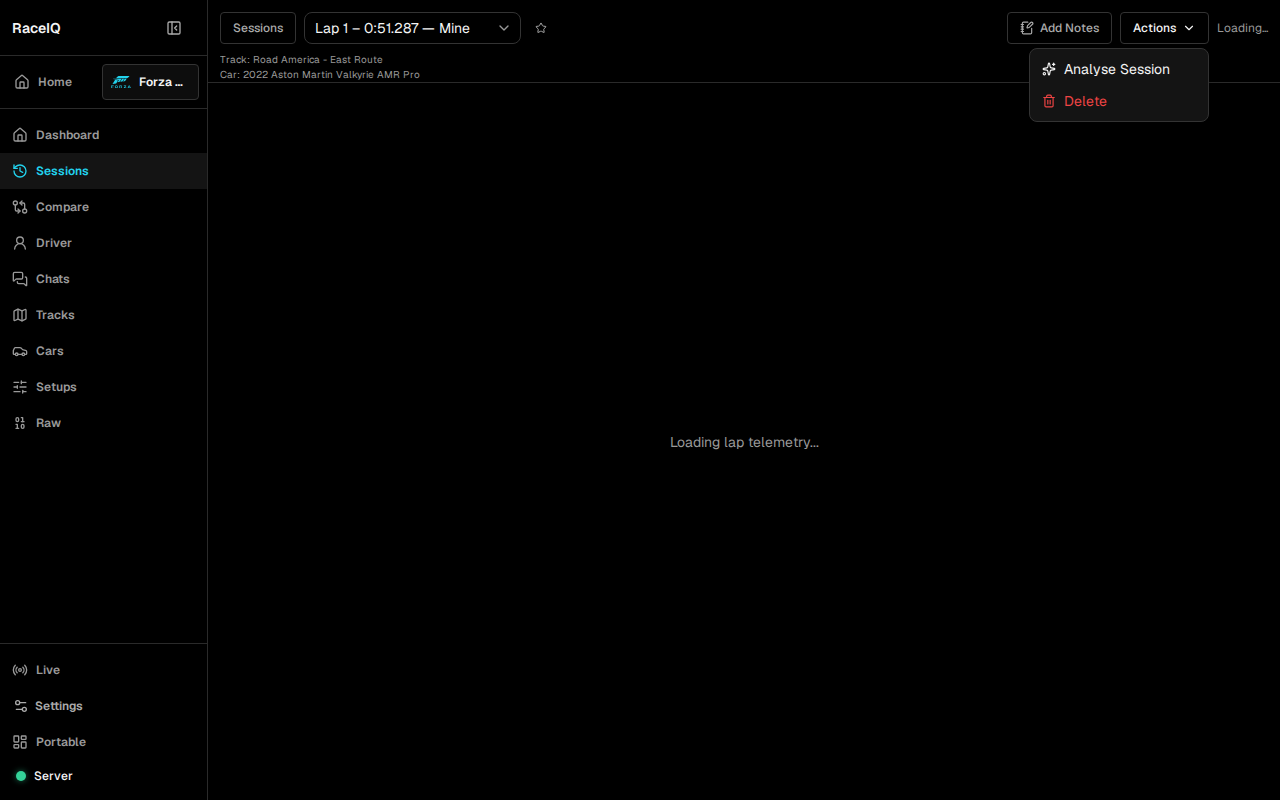 RaceIQ
Sessions
Lap 1 – 0:51.287 — Mine
Add Notes
Actions
Loading...
Track: Road America - East Route
Car: 2022 Aston Martin Valkyrie AMR Pro
Analyse Session
Delete
Home
FORZA
Forza ...
Dashboard
Sessions
Compare
Driver
Chats
Tracks
Cars
Setups
Raw
Loading lap telemetry...
Live
Settings
Portable
Server